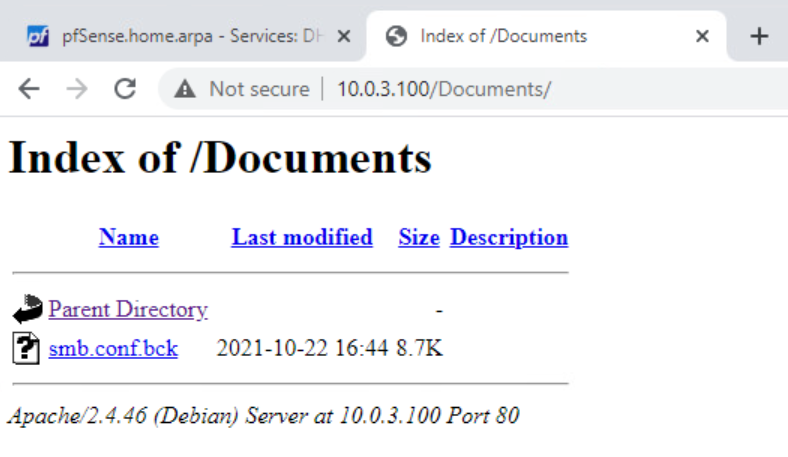 pf pfSense.home.arpa - Services: DH × Index of /Documents × +
Not secure | 10.0.3.100/Documents/
Index of /Documents
Name Last modified Size Description
Parent Directory -
smb.conf.bck 2021-10-22 16:44 8.7K
Apache/2.4.46 (Debian) Server at 10.0.3.100 Port 80